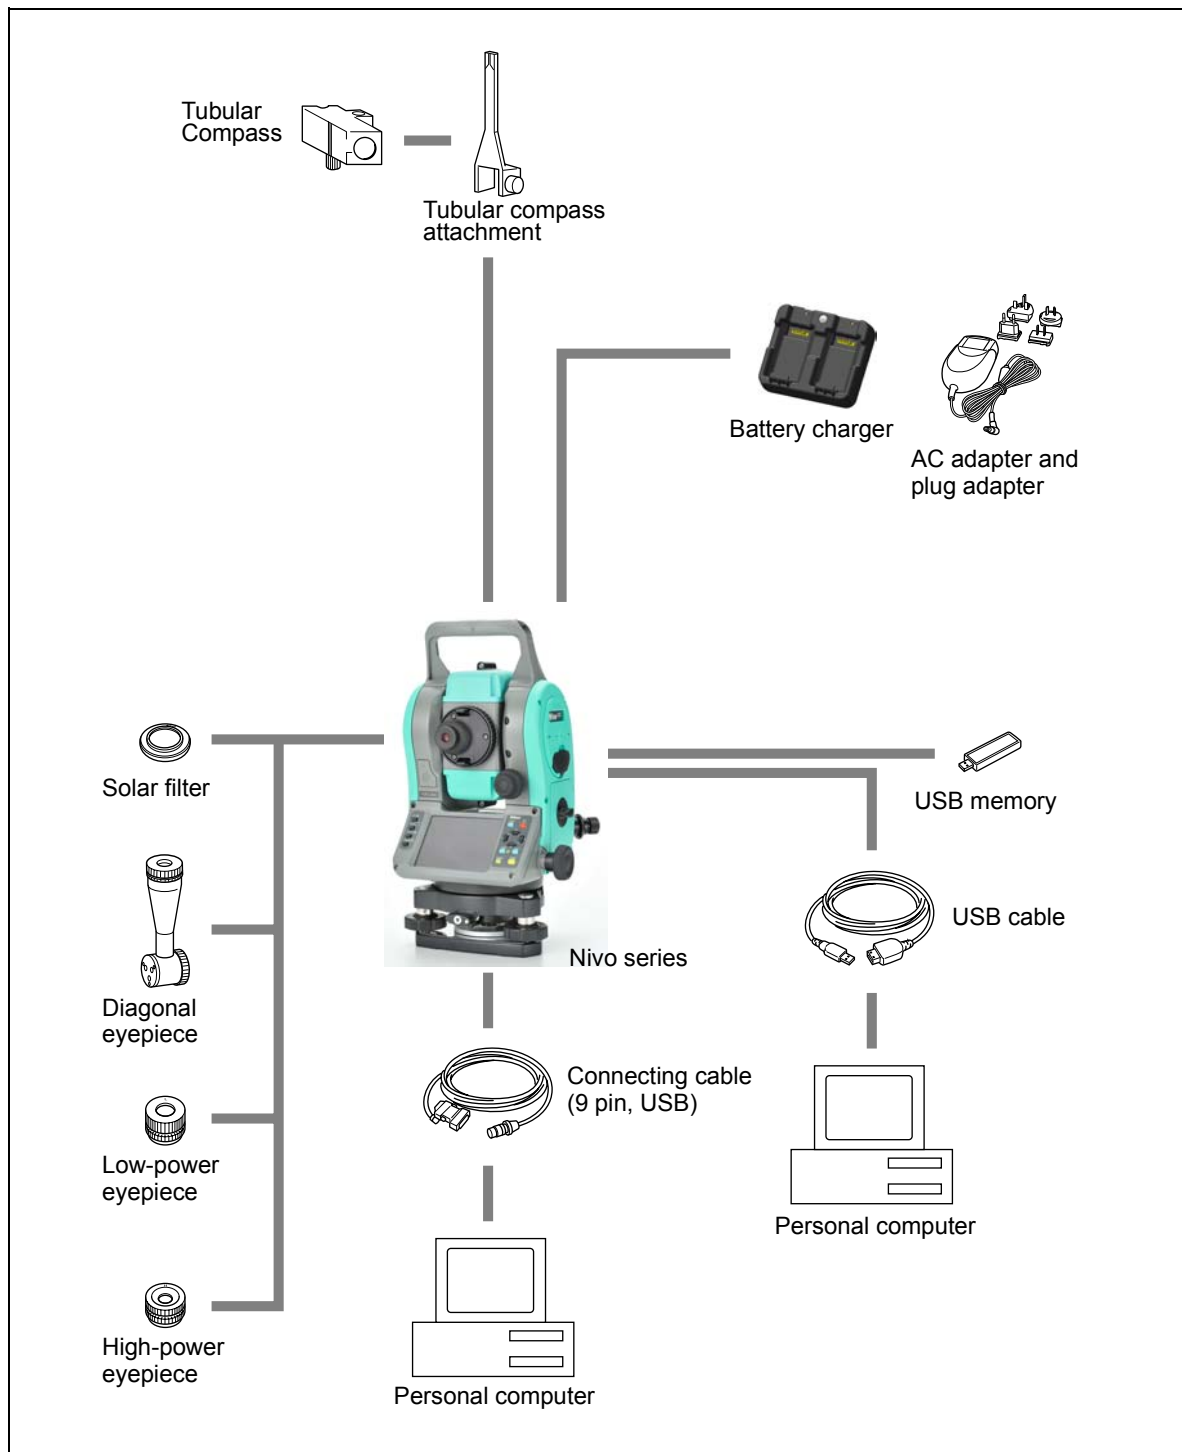 Tubular
Compass
Tubular compass
attachment
Battery charger
AC adapter and
plug adapter
Solar filter
USB memory
USB cable
Nivo series
Diagonal
eyepiece
Connecting cable
(9 pin, USB)
Low-power
eyepiece
Personal computer
High-power
eyepiece
Personal computer